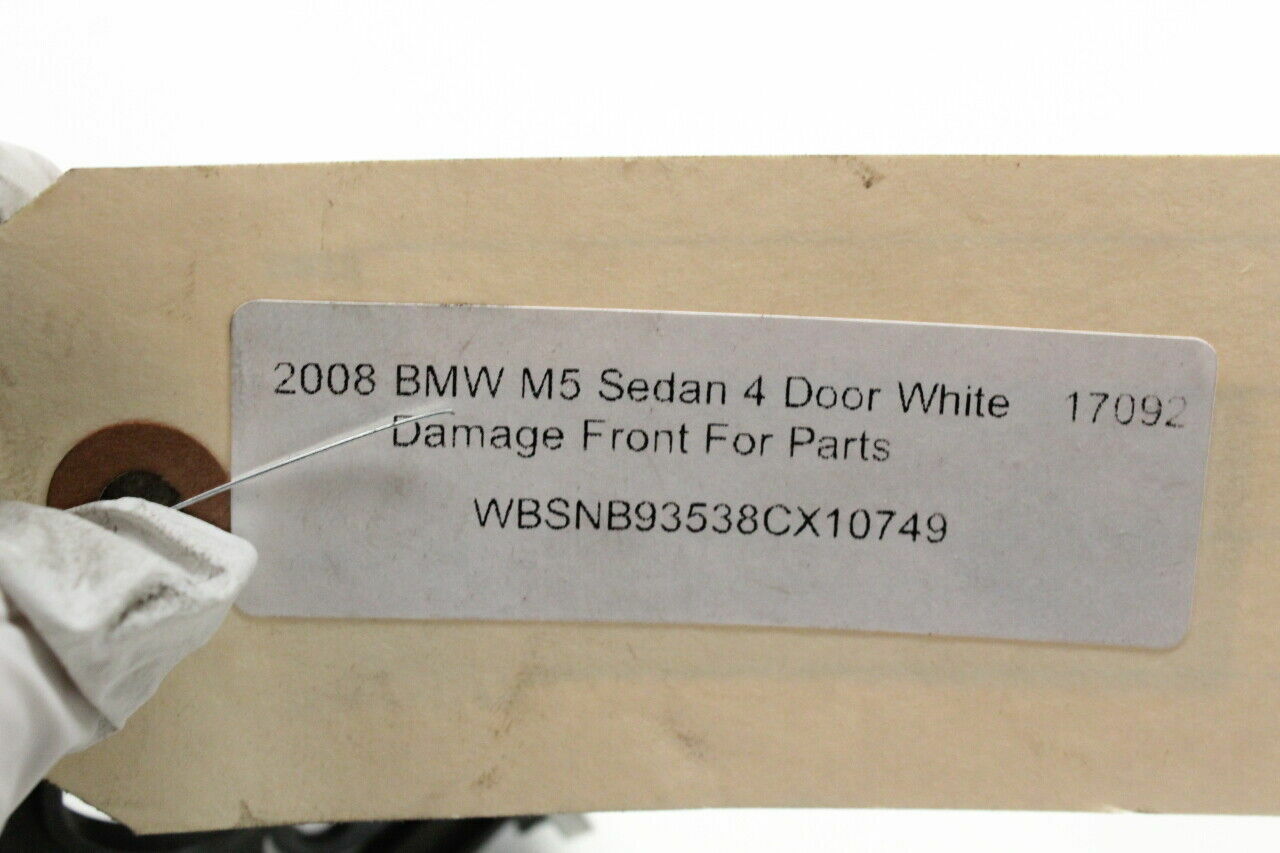 2008 BMW M5 Sedan 4 Door White 17092
Damage Front For Parts
WBSNB93538CX10749